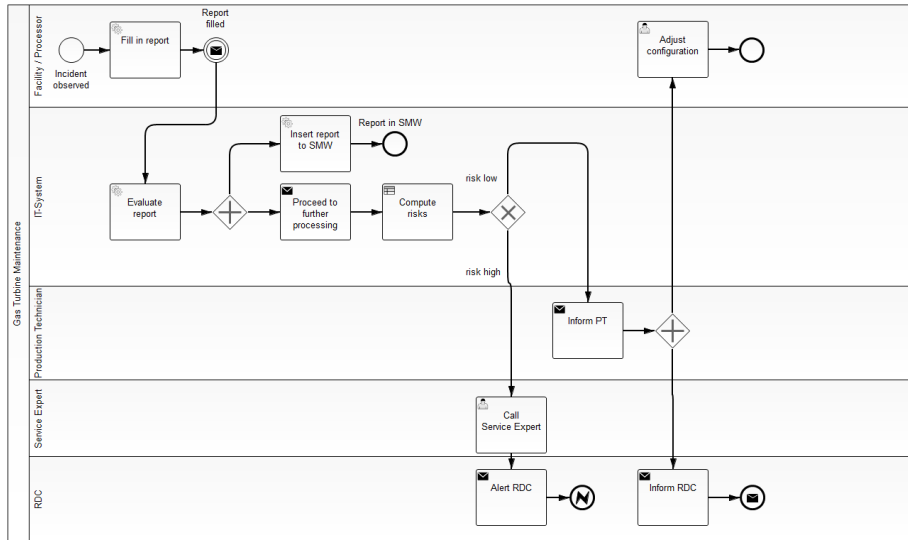 Gas Turbine Maintenance
Facility / Processor
Incident
observed
Fill in report
Report
filled
Adjust
configuration
IT-System
Insert report
to SMW
Report in SMW
Evaluate
report
Proceed to
further
processing
Compute
risks
risk low
risk high
Production Technician
Inform PT
Service Expert
Call
Service Expert
RDC
Alert RDC
Inform RDC